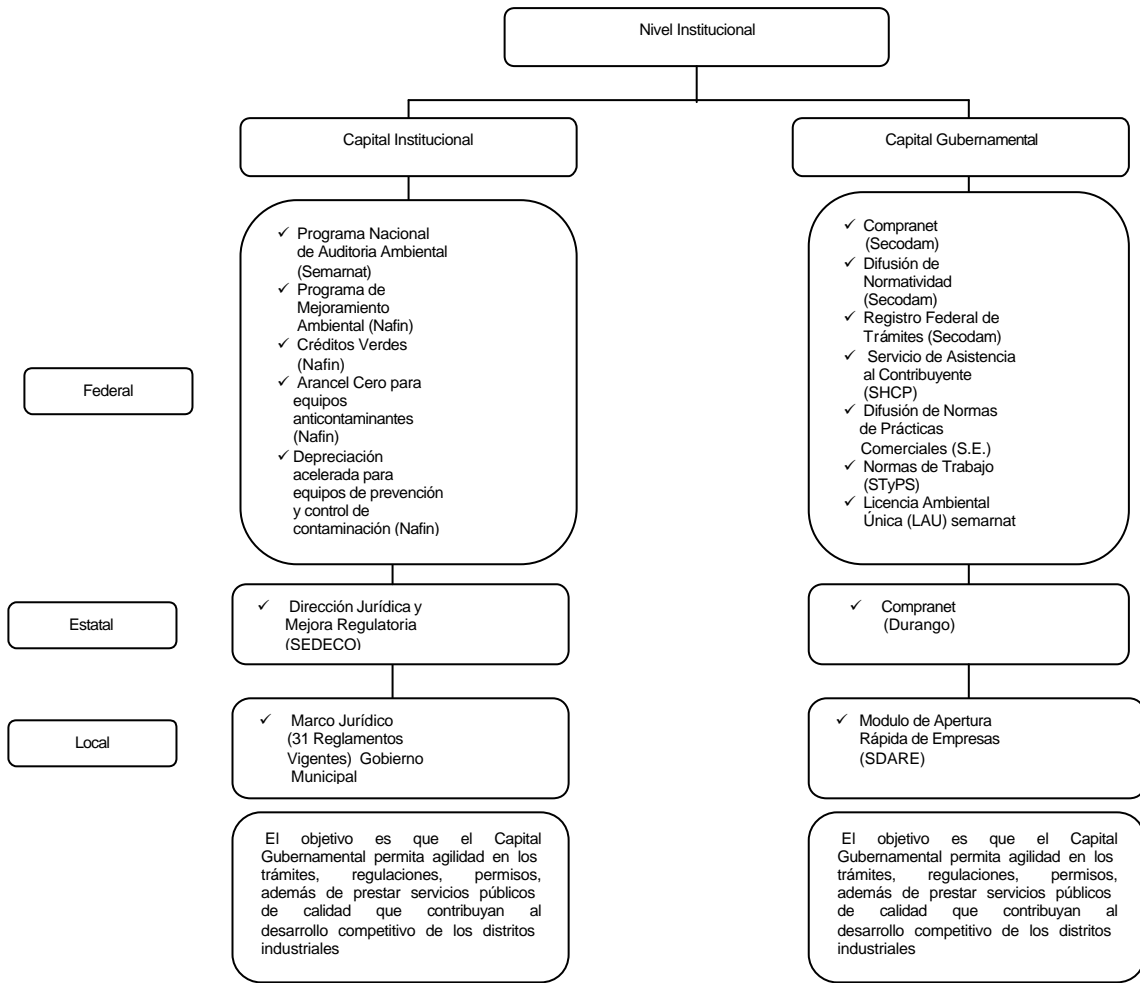 Nivel Institucional
Capital Institucional
Capital Gubernamental
Federal
✓ Programa Nacional
de Auditoria Ambiental
(Semarnat)
✓ Programa de
Mejoramiento
Ambiental (Nafin)
✓ Créditos Verdes
(Nafin)
✓ Arancel Cero para
equipos
anticontaminantes
(Nafin)
✓ Depreciación
acelerada para
equipos de prevención
y control de
contaminación (Nafin)
✓ Compranet
(Secodam)
✓ Difusión de
Normatividad
(Secodam)
✓ Registro Federal de
Trámites (Secodam)
✓ Servicio de Asistencia
al Contribuyente
(SHCP)
✓ Difusión de Normas
de Prácticas
Comerciales (S.E.)
✓ Normas de Trabajo
(STyPS)
✓ Licencia Ambiental
Única (LAU) semarnat
Estatal
✓ Dirección Jurídica y
Mejora Regulatoria
(SEDECO)
✓ Compranet
(Durango)
Local
✓ Marco Jurídico
(31 Reglamentos
Vigentes) Gobierno
Municipal
✓ Modulo de Apertura
Rápida de Empresas
(SDARE)
El objetivo es que el Capital
Gubernamental permita agilidad en los
trámites, regulaciones, permisos,
además de prestar servicios públicos
de calidad que contribuyan al
desarrollo competitivo de los distritos
industriales
El objetivo es que el Capital
Gubernamental permita agilidad en los
trámites, regulaciones, permisos,
además de prestar servicios públicos
de calidad que contribuyan al
desarrollo competitivo de los distritos
industriales